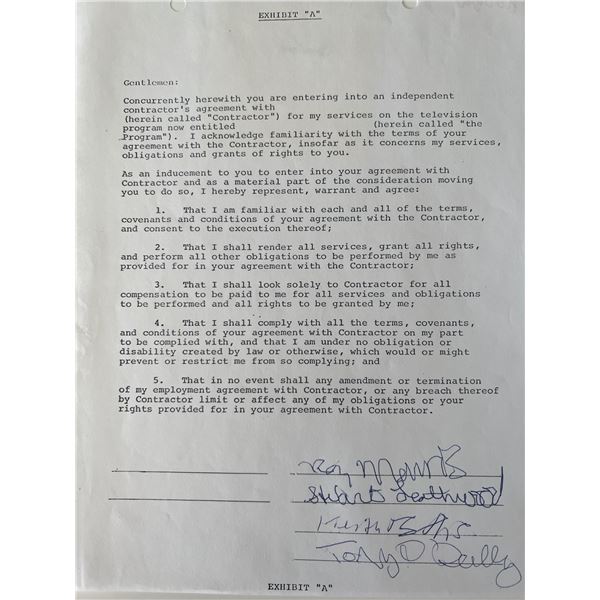 EXHIBIT "A"
Gentlemen:
Concurrently herewith you are entering into an independent
contractor's agreement with
(herein called "Contractor") for my services on the television
program now entitled (herein called "the
Program"). I acknowledge familiarity with the terms of your
agreement with the Contractor, insofar as it concerns my services,
obligations and grants of rights to you.
As an inducement to you to enter into your agreement with
Contractor and as a material part of the consideration moving
you to do so, I hereby represent, warrant and agree:
1. That I am familiar with each and all of the terms,
covenants and conditions of your agreement with the Contractor,
and consent to the execution thereof;
2. That I shall render all services, grant all rights,
and perform all other obligations to be performed by me as
provided for in your agreement with the Contractor;
3. That I shall look solely to Contractor for all
compensation to be paid to me for all services and obligations
to be performed and all rights to be granted by me;
4. That I shall comply with all the terms, covenants,
and conditions of your agreement with Contractor on my part
to be complied with, and that I am under no obligation or
disability created by law or otherwise, which would or might
prevent or restrict me from so complying; and
5. That in no event shall any amendment or termination
of my employment agreement with Contractor, or any breach thereof
by Contractor limit or affect any of my obligations or your
rights provided for in your agreement with Contractor.
Roy Morris
Stuart Leathwood
Tony O Reilly
EXHIBIT "A"